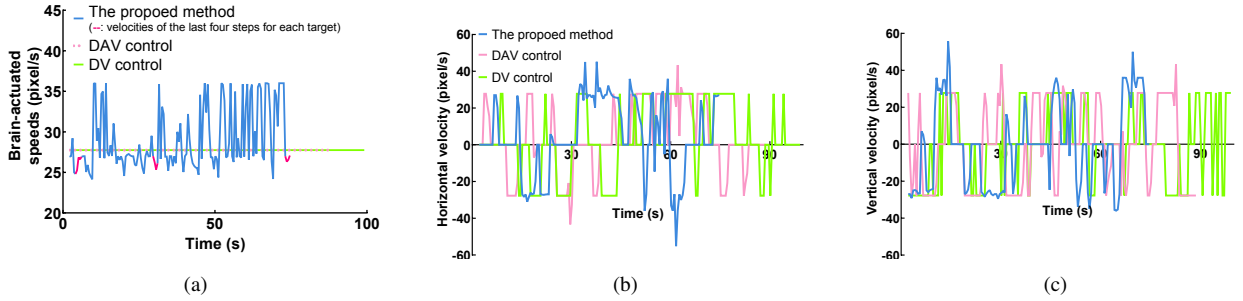 The propoed method
(--: velocities of the last four steps for each target)
DAV control
DV control
Brain-actuated
speeds (pixel/s)
45
40
35
30
25
20
0
50
100
Time (s)
(a)
The propoed method
DAV control
DV control
Horizontal velocity (pixel/s)
60
40
20
0
-20
-40
-60
30
60
90
Time (s)
(b)
Vertical velocity (pixel/s)
60
40
20
0
-20
-40
-60
30
60
90
Time (s)
(c)